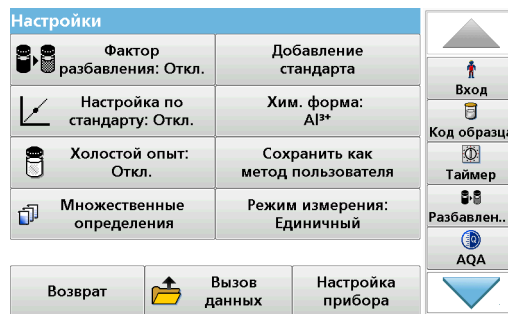 Настройки
Фактор
разбавления: Откл.
Добавление
стандарта
Настройка по
стандарту: Откл.
Хим. форма:
Al³⁺
Холостой опыт:
Откл.
Сохранить как
метод пользователя
Множественные
определения
Режим измерения:
Единичный
Возврат
Вызов
данных
Настройка
прибора
Вход
Код образца
Таймер
Разбавлен..
AQA